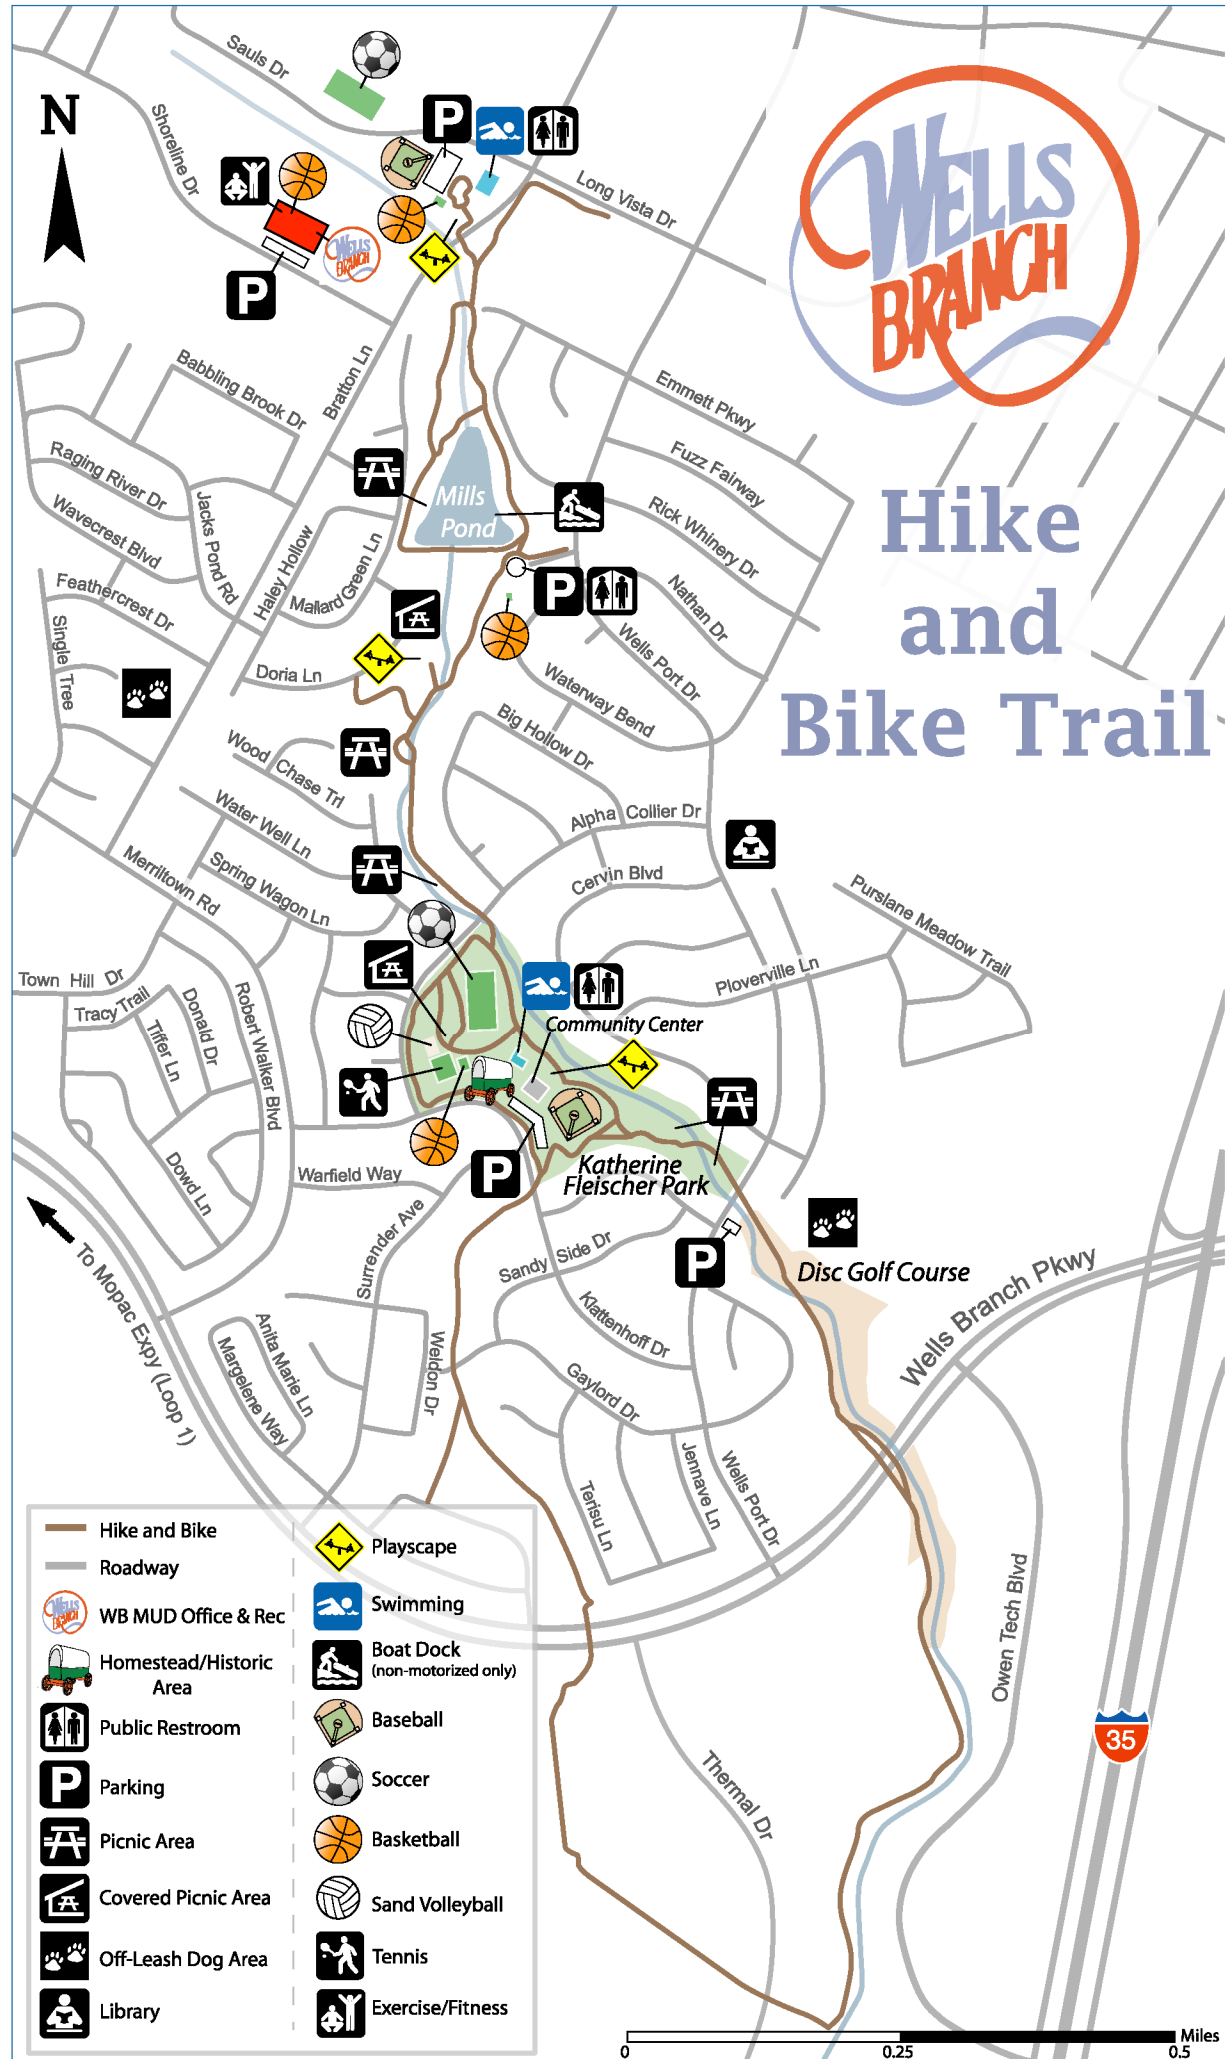 N
WELLS
BRANCH
Hike
and
Bike Trail
Sauls Dr
Shoreline Dr
P
Long Vista Dr
WELLS
BRANCH
P
Bratton Ln
Babbling Brook Dr
Emmett Pkwy
Fuzz Fairway
Raging River Dr
Wavecrest Blvd
Jacks Pond Rd
Mills
Pond
Rick Whinery Dr
Haley Hollow
Mallard Green Ln
Feathercrest Dr
P
Nathan Dr
Single Tree
Wells Port Dr
Doria Ln
Waterway Bend
Big Hollow Dr
Wood Chase Trl
Water Well Ln
Alpha Collier Dr
Merriltown Rd
Spring Wagon Ln
Cervin Blvd
Purslane Meadow Trail
Town Hill Dr
Ploverville Ln
Tracy Trail
Donald Dr
Tiffer Ln
Robert Walker Blvd
Community Center
Dowd Ln
Warfield Way
P
Katherine
Fleischer Park
Surrender Ave
Sandy Side Dr
P
Disc Golf Course
To Mopac Expy (Loop 1)
Wells Branch Pkwy
Klattenhoff Dr
Anita Marie Ln
Margelene Way
Weldon Dr
Gaylord Dr
Terisu Ln
Jennave Ln
Wells Port Dr
Owen Tech Blvd
Thermal Dr
35
Hike and Bike
Roadway
WELLS
BRANCH
WB MUD Office & Rec
Homestead/Historic
Area
Public Restroom
P
Parking
Picnic Area
Covered Picnic Area
Off-Leash Dog Area
Library
Playscape
Swimming
Boat Dock
(non-motorized only)
Baseball
Soccer
Basketball
Sand Volleyball
Tennis
Exercise/Fitness
Miles
0 0.25 0.5